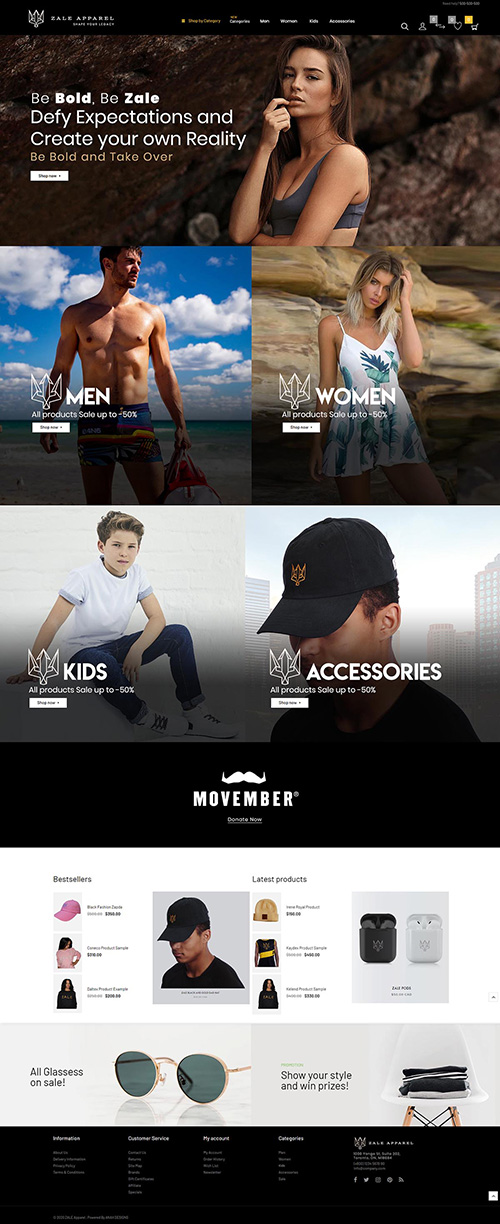 ZALE APPAREL
SHAPE YOUR LEGACY
Shop by Category
NEW
Categories
Men
Women
Kids
Accessories
Be Bold, Be Zale
Defy Expectations and
Create your own Reality
Be Bold and Take Over
Shop now
MEN
All products Sale up to -50%
Shop now
WOMEN
All products Sale up to -50%
Shop now
KIDS
All products Sale up to -50%
Shop now
ACCESSORIES
All products Sale up to -50%
Shop now
MOVEMBER®
Donate Now
Bestsellers
Black Fashion Zapda
$350.00
Coneco Product Sample
$310.00
Dahov Product Example
$200.00
Latest products
Irene Royal Product
$150.00
Kaydex Product Sample
$450.00
Kelend Product Sample
$330.00
ZALE PODS
All Glassess
on sale!
PROMOTION
Show your style
and win prizes!
Information
About Us
Delivery Information
Privacy Policy
Terms & Conditions
Customer Service
Contact Us
Returns
Site Map
Brands
Gift Certificates
Affiliate
Specials
My account
My Account
Order History
Wish List
Newsletter
Categories
Men
Women
Kids
Accessories
Sale
ZALE APPAREL